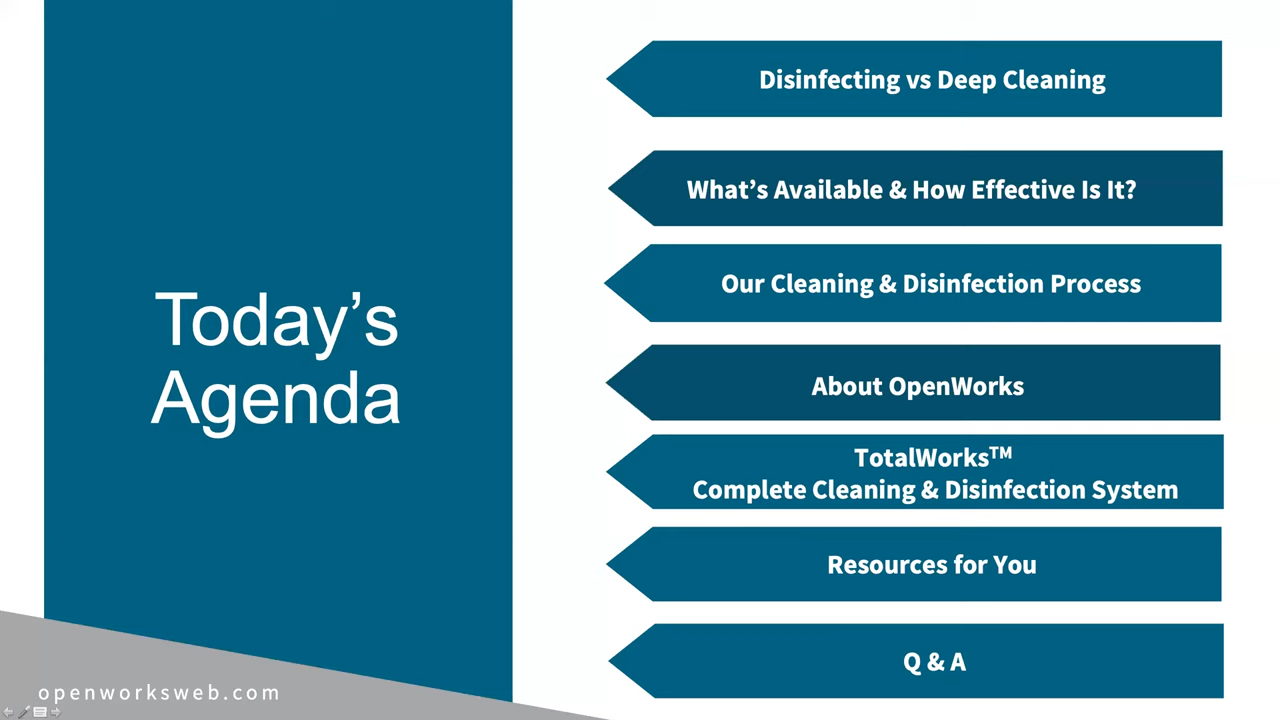 Today’s
Agenda
Disinfecting vs Deep Cleaning
What’s Available & How Effective Is It?
Our Cleaning & Disinfection Process
About OpenWorks
TotalWorks™
Complete Cleaning & Disinfection System
Resources for You
Q & A
openworksweb.com